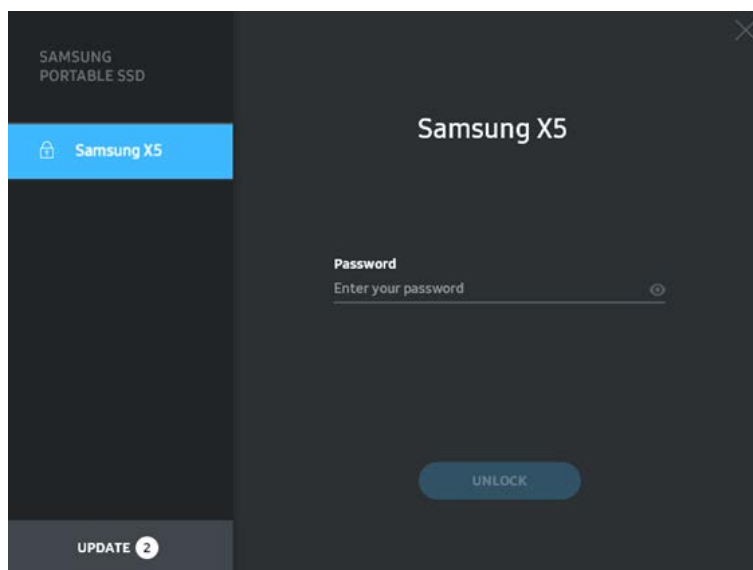 SAMSUNG
PORTABLE SSD
Samsung X5
Samsung X5
Password
Enter your password
UNLOCK
UPDATE 2